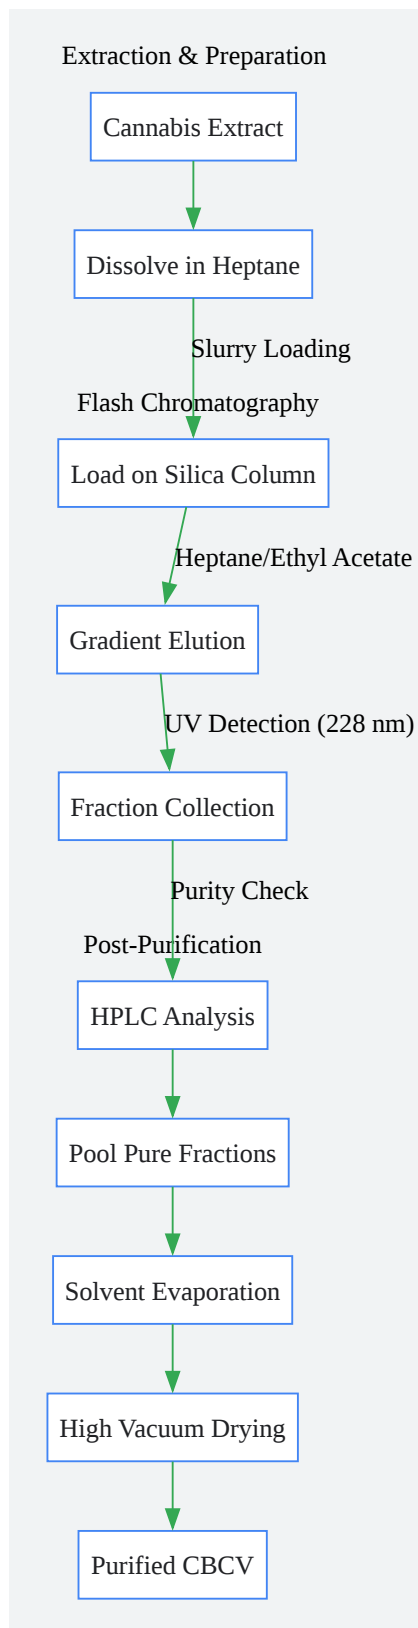 Extraction & Preparation
Cannabis Extract
Dissolve in Heptane
Slurry Loading
Flash Chromatography
Load on Silica Column
Heptane/Ethyl Acetate
Gradient Elution
UV Detection (228 nm)
Fraction Collection
Purity Check
Post-Purification
HPLC Analysis
Pool Pure Fractions
Solvent Evaporation
High Vacuum Drying
Purified CBCV